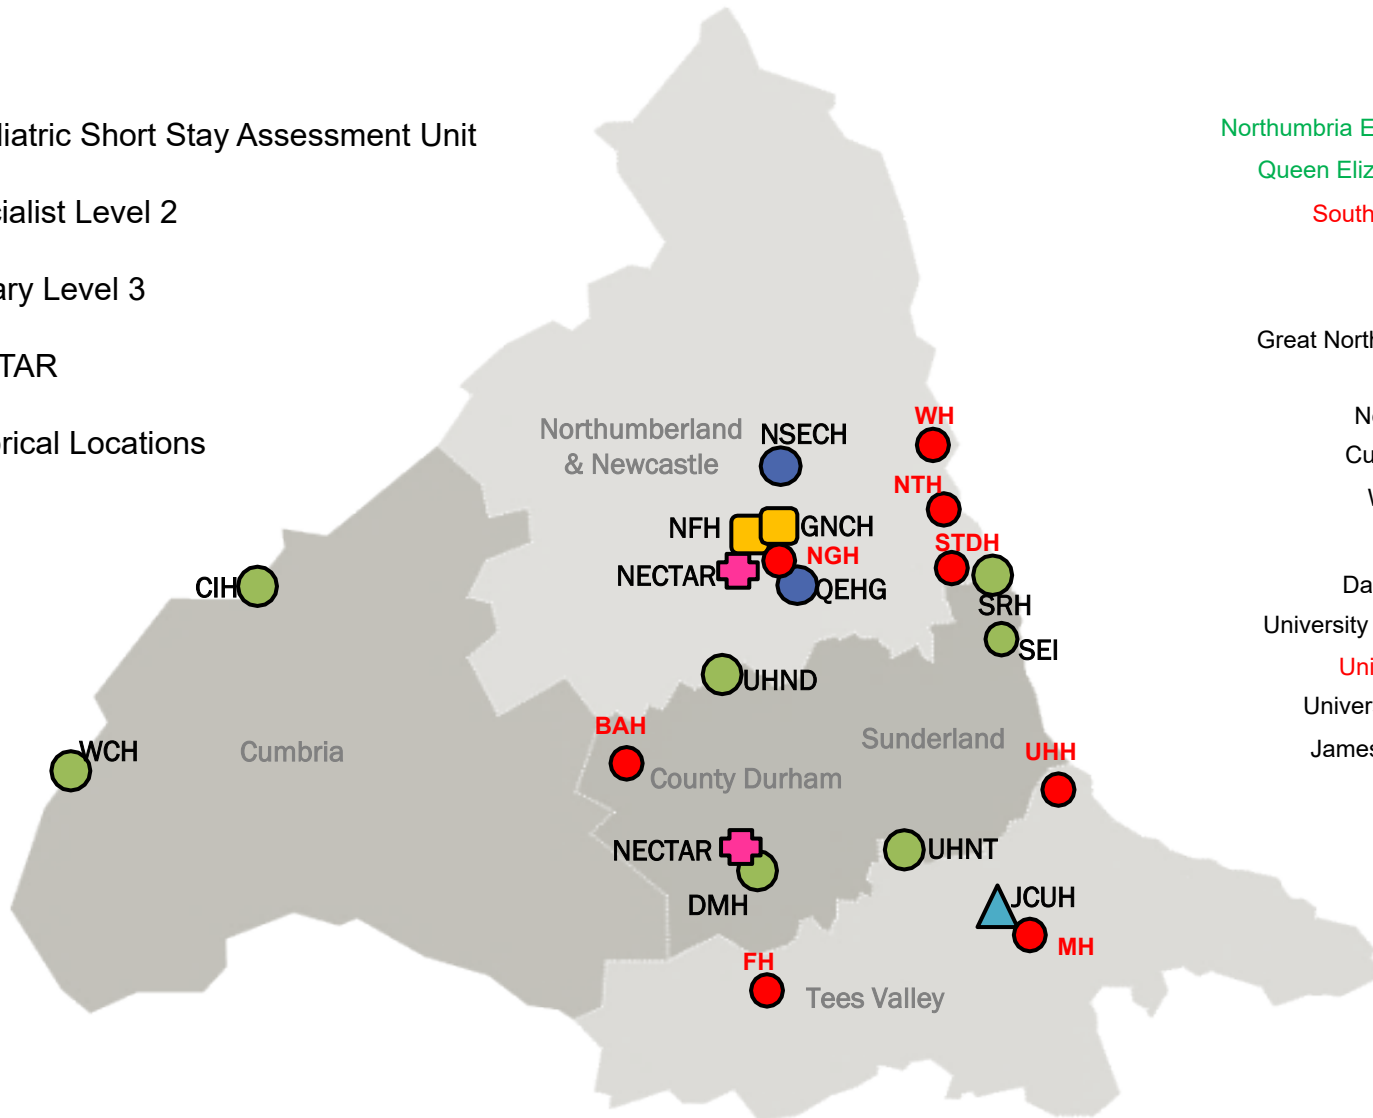 iatric Short Stay Assessment Unit
cialist Level 2
ary Level 3
TAR
rical Locations
Northumbria E
Queen Eliz
South
Great North
N
Cu
W
Da
University
Uni
Univer
James
Northumberland
& Newcastle
NSECH
WH
NTH
NFH
GNCH
NGH
STDH
NECTAR
QEHG
CIH
SRH
SEI
UHND
BAH
Sunderland
UHH
WCH
Cumbria
County Durham
NECTAR
UHNT
DMH
JCUH
MH
FH
Tees Valley